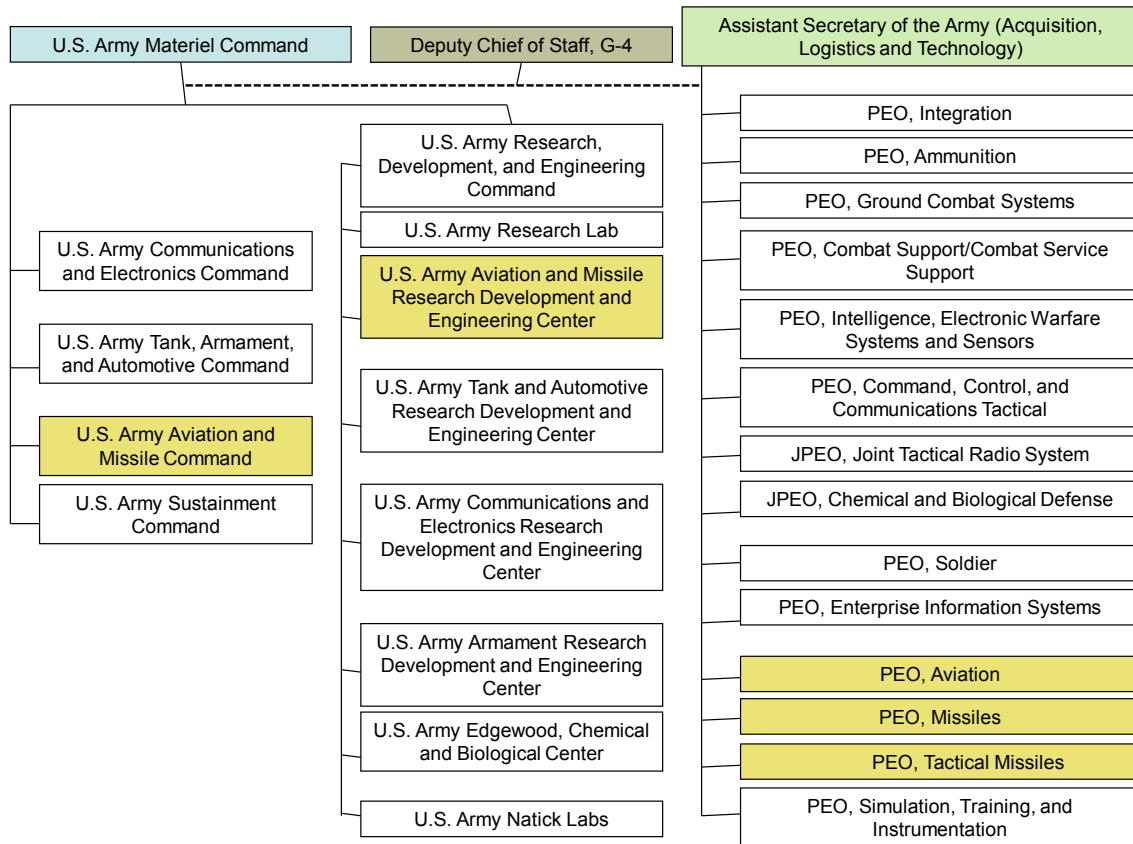 U.S. Army Materiel Command
Deputy Chief of Staff, G-4
Assistant Secretary of the Army (Acquisition,
Logistics and Technology)
U.S. Army Communications
and Electronics Command
U.S. Army Tank, Armament,
and Automotive Command
U.S. Army Aviation and
Missile Command
U.S. Army Sustainment
Command
U.S. Army Research,
Development, and Engineering
Command
U.S. Army Research Lab
U.S. Army Aviation and Missile
Research Development and
Engineering Center
U.S. Army Tank and Automotive
Research Development and
Engineering Center
U.S. Army Communications and
Electronics Research
Development and Engineering
Center
U.S. Army Armament Research
Development and Engineering
Center
U.S. Army Edgewood, Chemical
and Biological Center
U.S. Army Natick Labs
PEO, Integration
PEO, Ammunition
PEO, Ground Combat Systems
PEO, Combat Support/Combat Service
Support
PEO, Intelligence, Electronic Warfare
Systems and Sensors
PEO, Command, Control, and
Communications Tactical
JPEO, Joint Tactical Radio System
JPEO, Chemical and Biological Defense
PEO, Soldier
PEO, Enterprise Information Systems
PEO, Aviation
PEO, Missiles
PEO, Tactical Missiles
PEO, Simulation, Training, and
Instrumentation